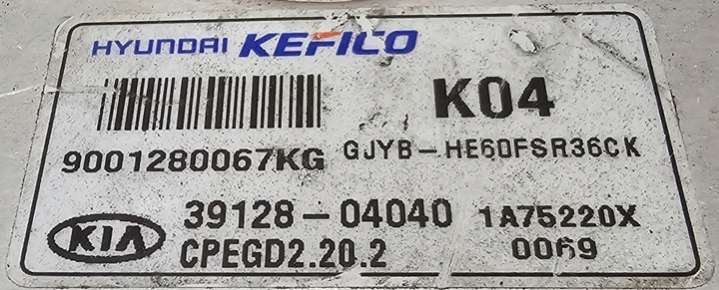 HYUNDAI KEFICO
K04
9001280067KG GJYB-HE60FSR36CK
KIA 39128-04040 1A75220X
CPEGD2.20.2 0069